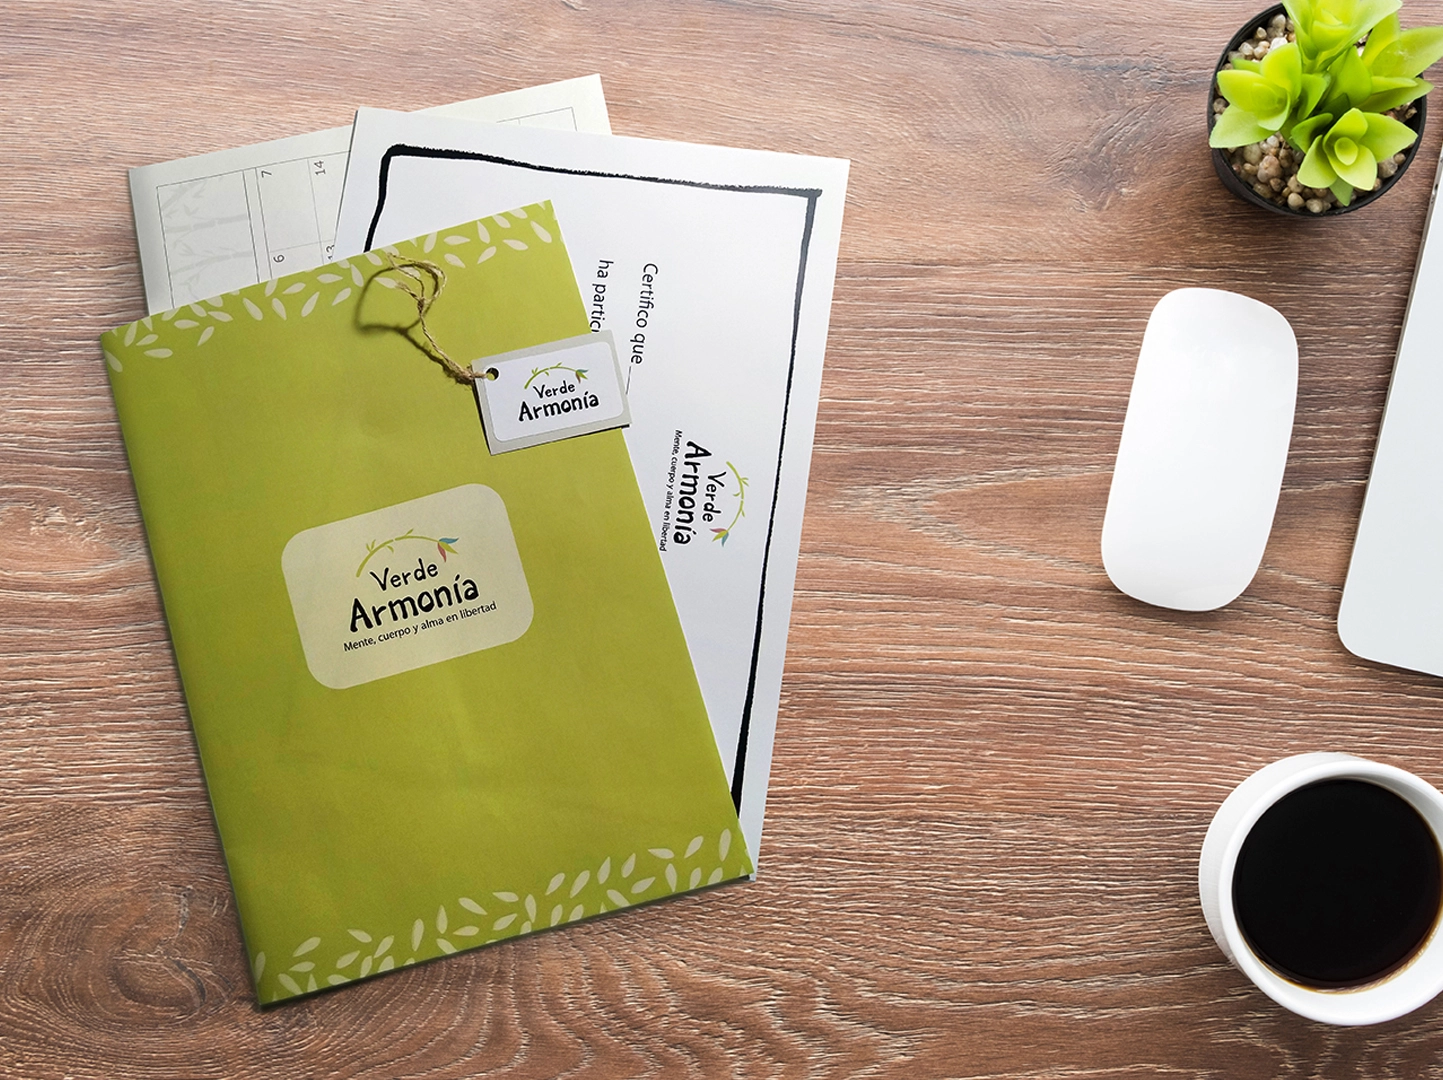 7
14
6
13
Certifico que
ha partici
Verde
Armonía
Mente, cuerpo y alma en libertad
Verde
Armonía
Verde
Armonía
Mente, cuerpo y alma en libertad